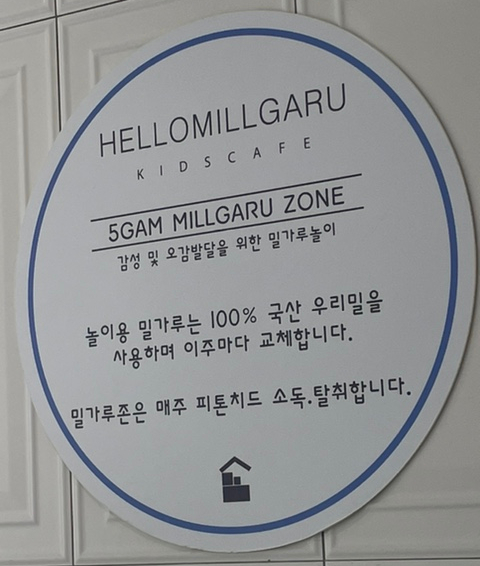 HELLOMILLGARU
KIDSCAFE
5GAM MILLGARU ZONE
감성 및 오감발달을 위한 밀가루놀이
놀이용 밀가루는 100% 국산 우리밀을
사용하며 이주마다 교체합니다.
밀가루존은 매주 피톤치드 소독.탈취합니다.